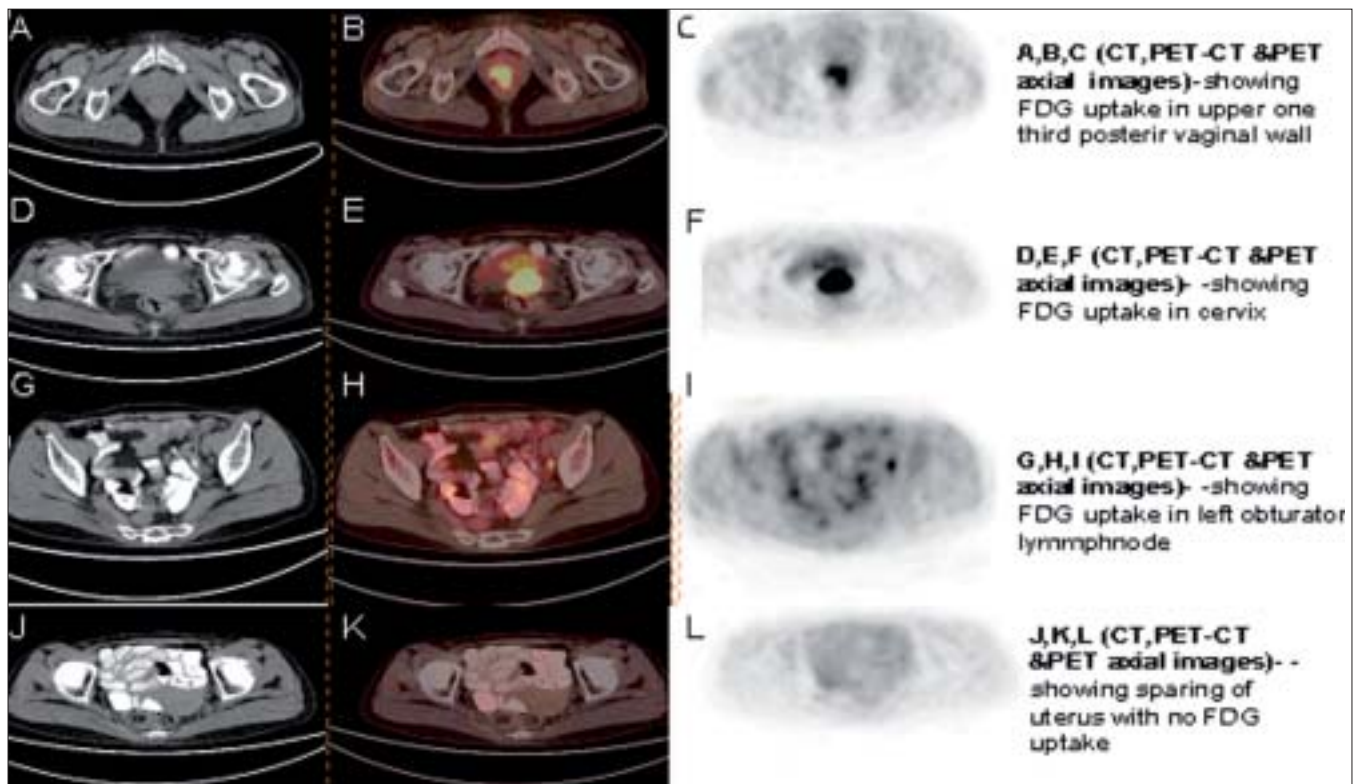 A
B
C
A,B,C (CT,PET-CT &PET
axial images)-showing
FDG uptake in upper one
third posterir vaginal wall
D
E
F
D,E,F (CT,PET-CT &PET
axial images)- -showing
FDG uptake in cervix
G
H
I
G,H,I (CT,PET-CT &PET
axial images)- -showing
FDG uptake in left obturator
lymmphnode
J
K
L
J,K,L (CT,PET-CT
&PET axial images)- -
showing sparing of
uterus with no FDG
uptake